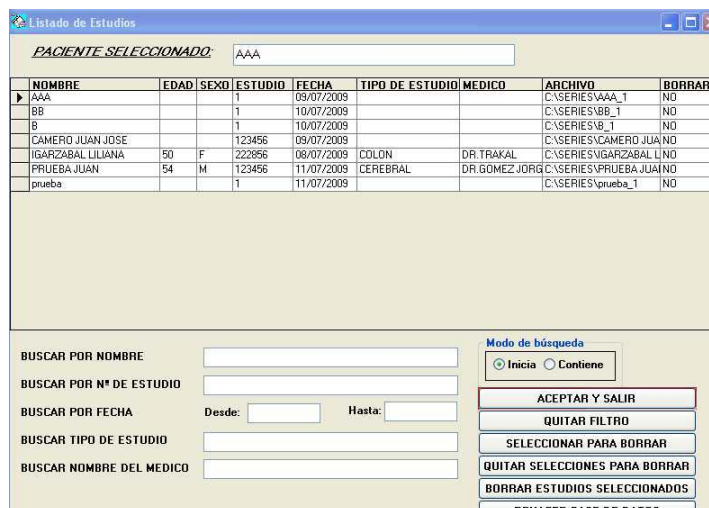 Listado de Estudios
PACIENTE SELECCIONADO: AAA
NOMBRE EDAD SEXO ESTUDIO FECHA TIPO DE ESTUDIO MEDICO ARCHIVO BORRAR
AAA 1 09/07/2009 C:\SERIES\AAA_1 NO
BB 1 10/07/2009 C:\SERIES\BB_1 NO
B 1 10/07/2009 C:\SERIES\B_1 NO
CAMERO JUAN JOSE 123456 09/07/2009 C:\SERIES\CAMERO JUA NO
IGARZABAL LILIANA 50 F 222856 08/07/2009 COLON DR.TRAKAL C:\SERIES\IGARZABAL L NO
PRUEBA JUAN 54 M 123456 11/07/2009 CEREBRAL DR.GOMEZ JORG C:\SERIES\PRUEBA JUAN NO
prueba 1 11/07/2009 C:\SERIES\prueba_1 NO
Modo de búsqueda
BUSCAR POR NOMBRE
Inicia Contiene
BUSCAR POR Nº DE ESTUDIO
ACEPTAR Y SALIR
BUSCAR POR FECHA Desde: Hasta:
QUITAR FILTRO
BUSCAR TIPO DE ESTUDIO
SELECCIONAR PARA BORRAR
BUSCAR NOMBRE DEL MEDICO
QUITAR SELECCIONES PARA BORRAR
BORRAR ESTUDIOS SELECCIONADOS